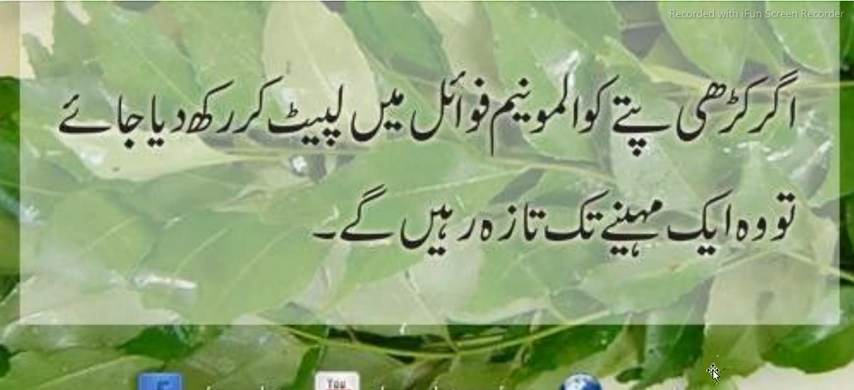 Recorded with iFun Screen Recorder
اگر کڑھی پتے کو المونیم فوائل میں لپیٹ کر رکھ دیا جائے
تو وہ ایک مہینے تک تازہ رہیں گے۔
You